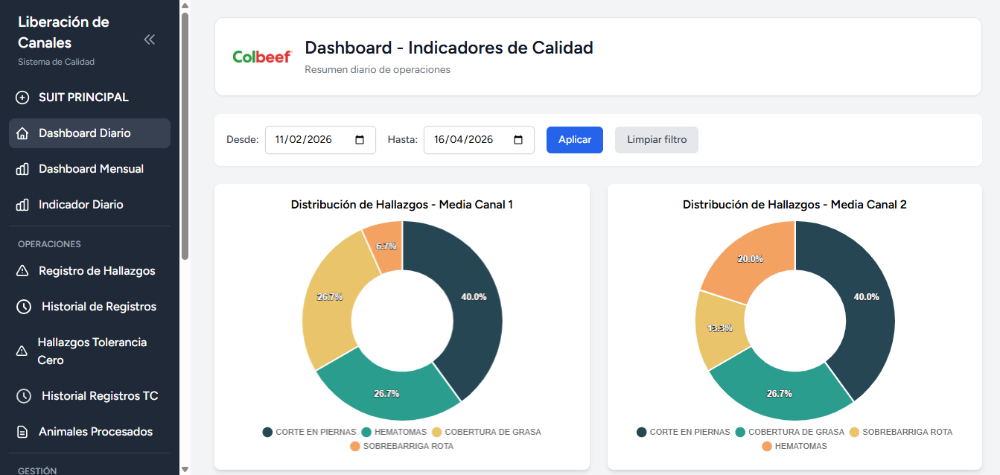 Liberación de
Canales
Sistema de Calidad
SUIT PRINCIPAL
Dashboard Diario
Dashboard Mensual
Indicador Diario
OPERACIONES
Registro de Hallazgos
Historial de Registros
Hallazgos Tolerancia
Cero
Historial Registros TC
Animales Procesados
GESTIÓN
Colbeef
Dashboard - Indicadores de Calidad
Resumen diario de operaciones
Desde: 11/02/2026 Hasta: 16/04/2026 Aplicar Limpiar filtro
Distribución de Hallazgos - Media Canal 1
6.7%
26.7%
40.0%
26.7%
CORTE EN PIERNAS HEMATOMAS COBERTURA DE GRASA
SOBREBARRIGA ROTA
Distribución de Hallazgos - Media Canal 2
20.0%
40.0%
13.3%
26.7%
CORTE EN PIERNAS COBERTURA DE GRASA SOBREBARRIGA ROTA
HEMATOMAS